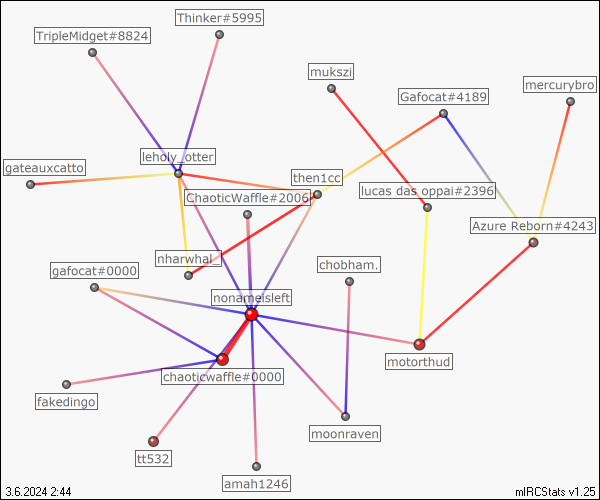 Thinker#5995
TripleMidget#8824
mukszi
mercurybro
Gafocat#4189
leholy_otter
gateauxcatto
then1cc
lucas das oppai#2396
ChaoticWaffle#2006
Azure Reborn#4243
nharwhal_
gafocat#0000
chobham.
nonameisleft
motorthud
chaoticwaffle#0000
fakedingo
moonraven
tt532
amah1246
3.6.2024 2:44
mIRCStats v1.25